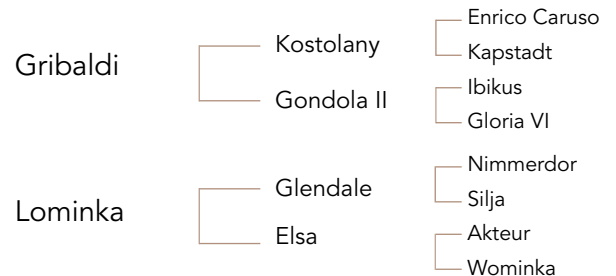 Gribaldi
Kostolany
Enrico Caruso
Kapstadt
Gondola II
Ibikus
Gloria VI
Lominka
Glendale
Nimmerdor
Silja
Elsa
Akteur
Wominka